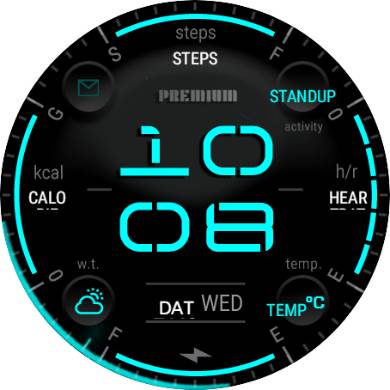 steps
S
F
STEPS
PREMIUM
STANDUP
G
O
activity
10
kcal
h/r
CALO
HEAR
08
w.t.
temp.
O
E
DAT WED
TEMP°C
F
E